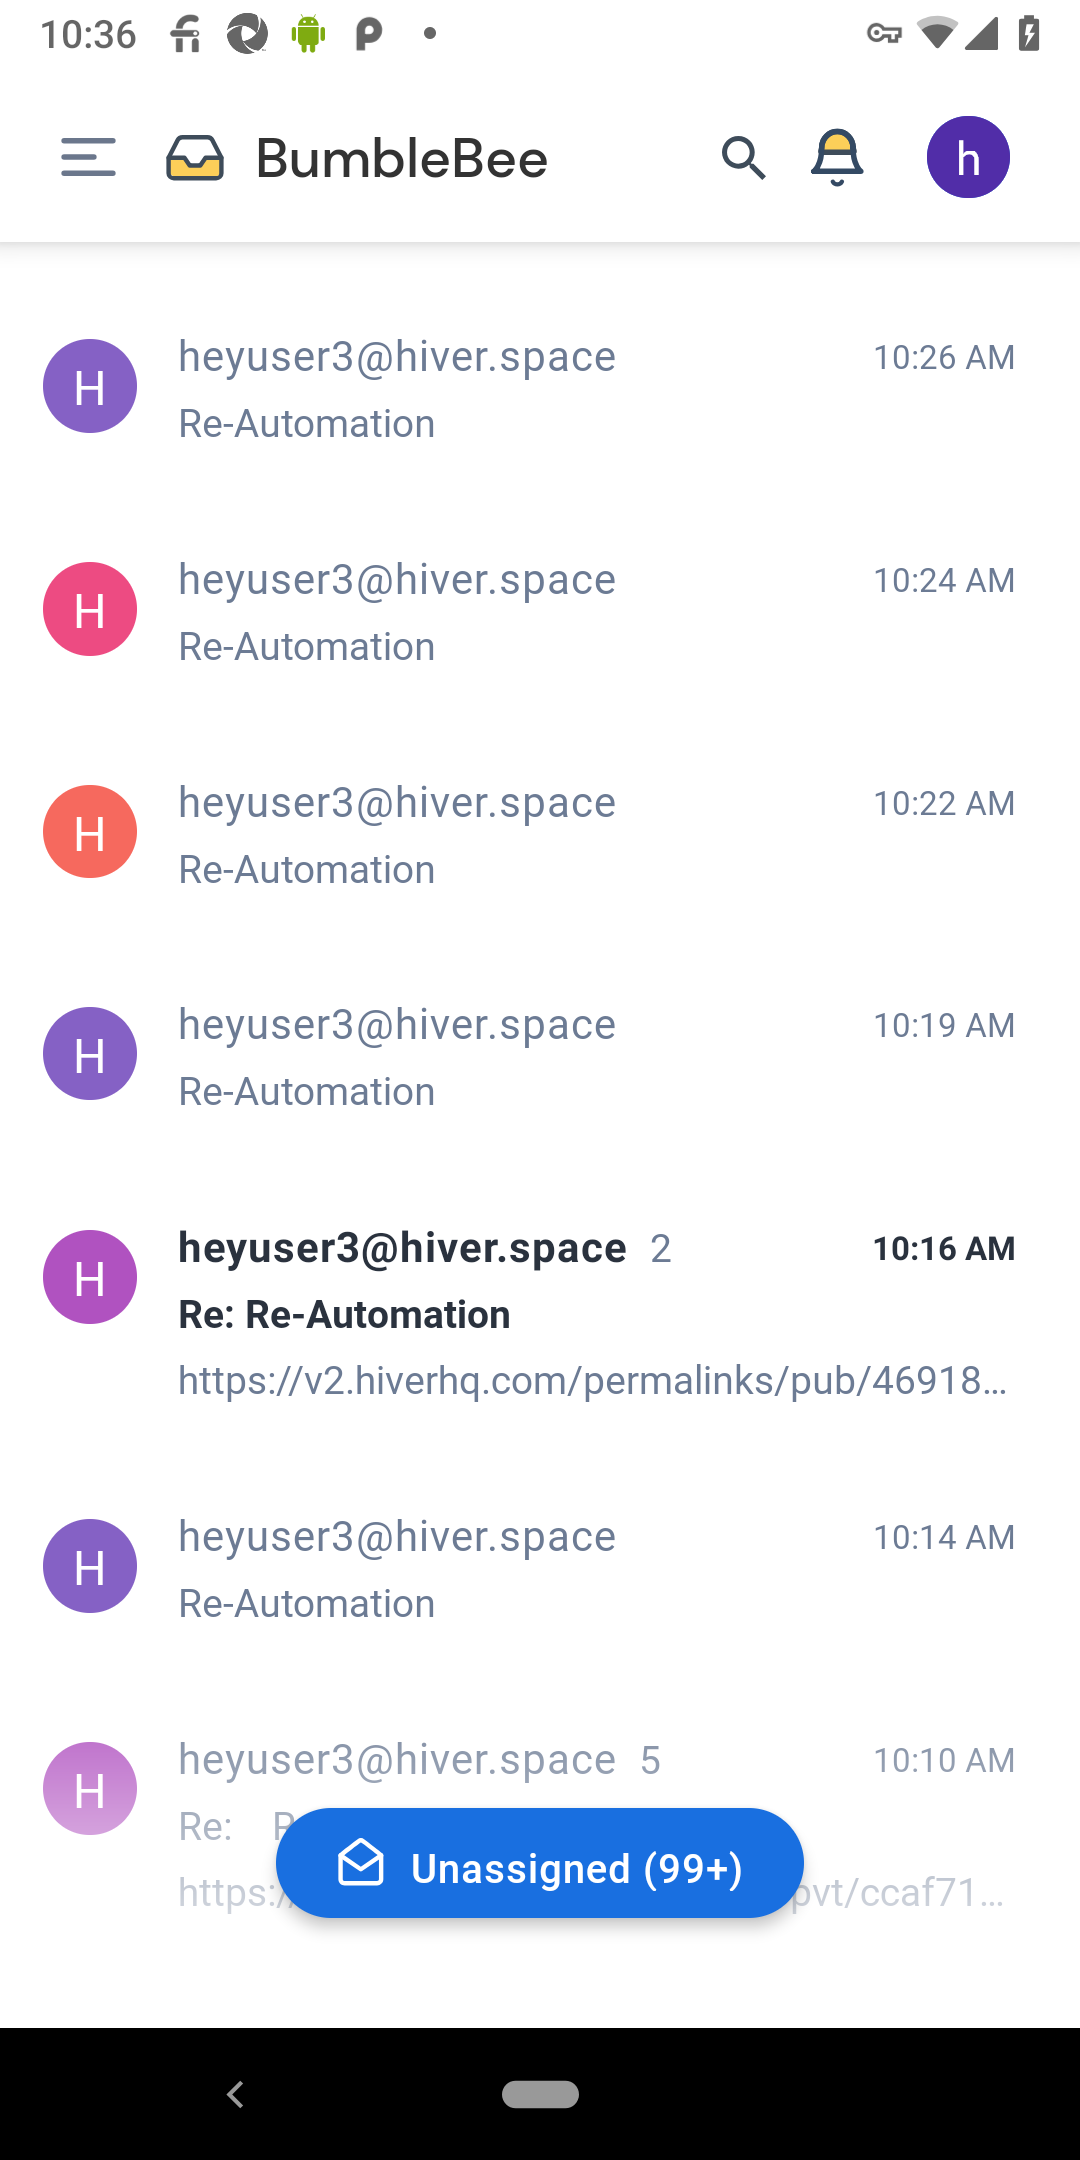 10:36
BumbleBee
h
H
heyuser3@hiver.space
10:26 AM
Re-Automation
H
heyuser3@hiver.space
10:24 AM
Re-Automation
H
heyuser3@hiver.space
10:22 AM
Re-Automation
H
heyuser3@hiver.space
10:19 AM
Re-Automation
H
heyuser3@hiver.space 2
10:16 AM
Re: Re-Automation
https://v2.hiverhq.com/permalinks/pub/46918...
H
heyuser3@hiver.space
10:14 AM
Re-Automation
H
heyuser3@hiver.space 5
10:10 AM
Re:
https:/
pvt/ccaf71...
Unassigned (99+)